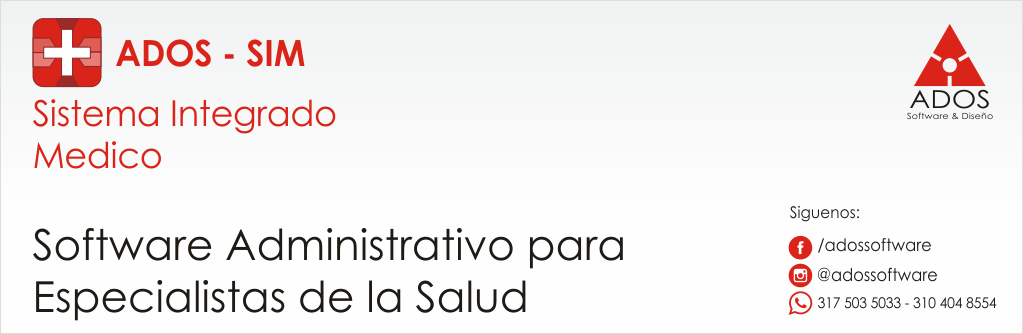 ADOS - SIM
Sistema Integrado
Medico
ADOS
Software & Diseño
Software Administrativo para
Especialistas de la Salud
Siguenos:
/adossoftware
@adossoftware
317 503 5033 - 310 404 8554